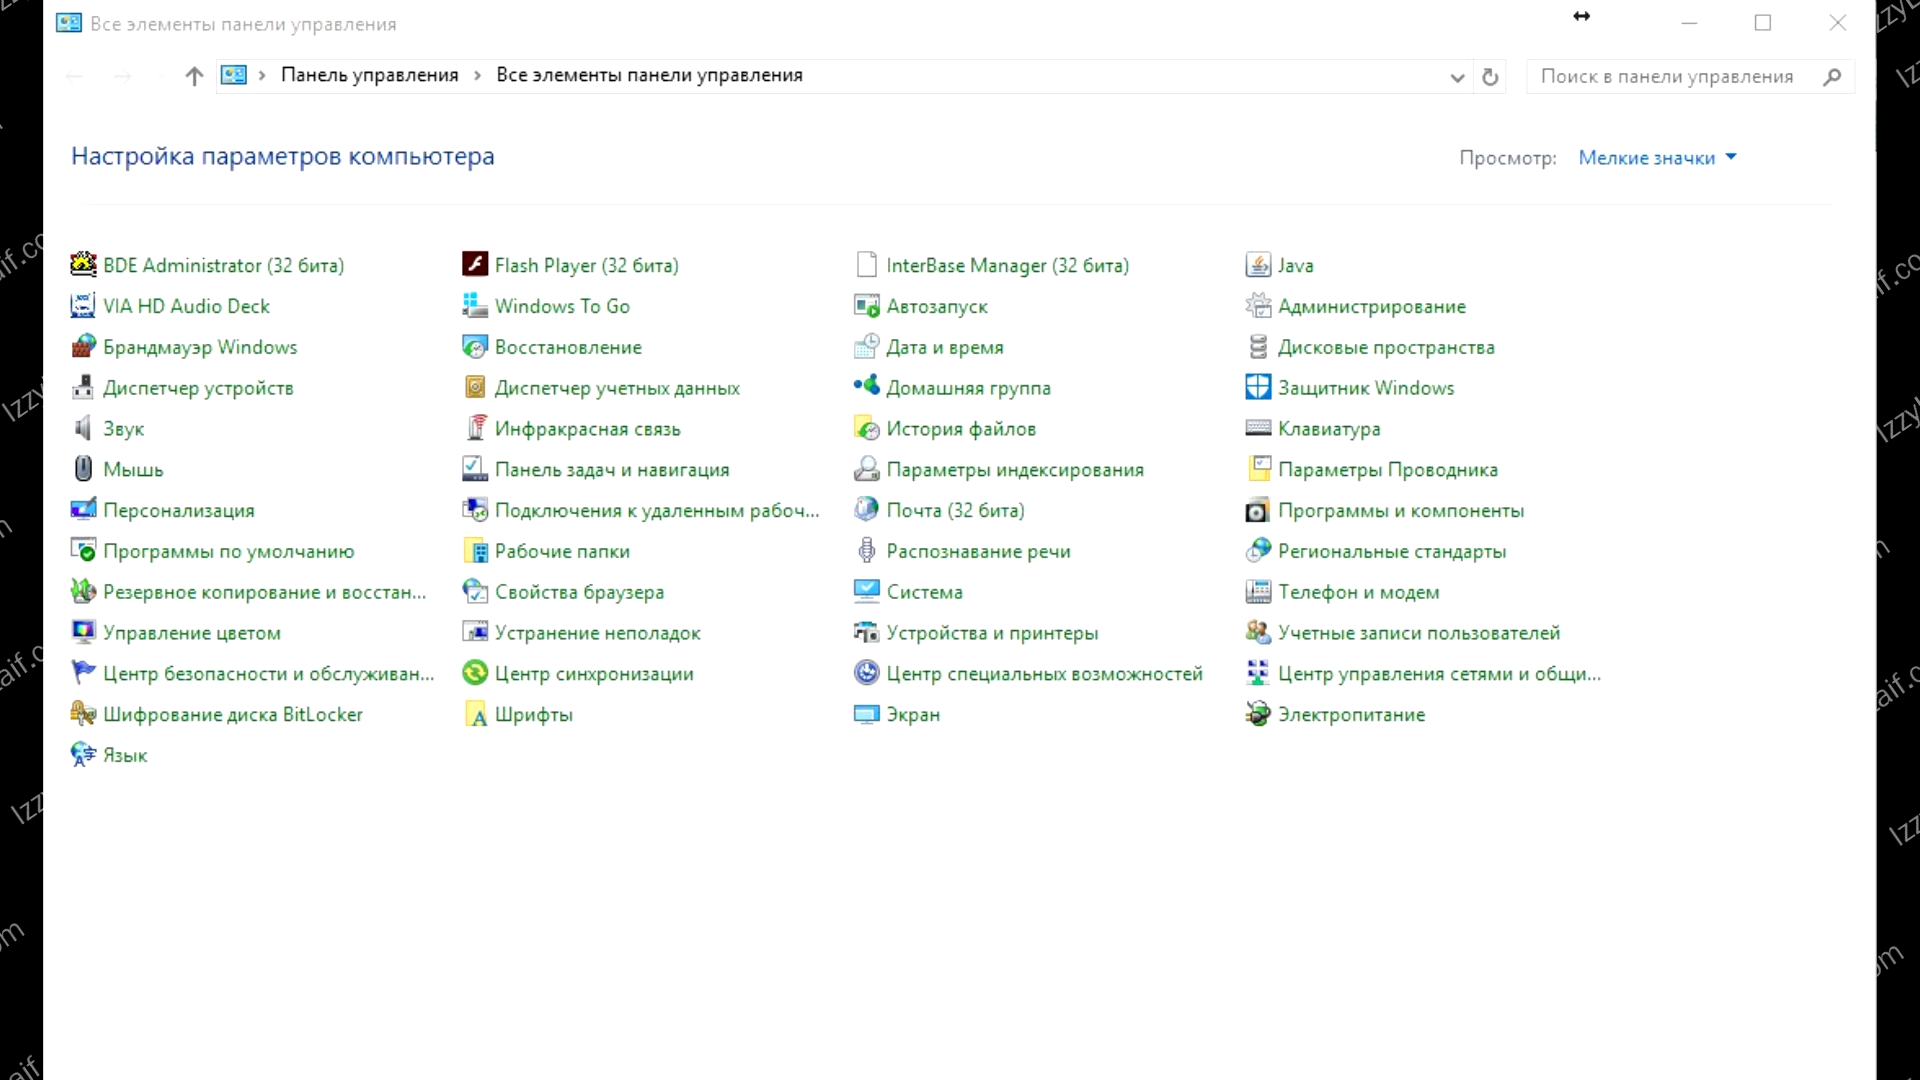 Все элементы панели управления
Панель управления > Все элементы панели управления
Поиск в панели управления
Настройка параметров компьютера
Просмотр: Мелкие значки
BDE Administrator (32 бита) Flash Player (32 бита) InterBase Manager (32 бита) Java
VIA HD Audio Deck Windows To Go Автозапуск Администрирование
Брандмауэр Windows Восстановление Дата и время Дисковые пространства
Диспетчер устройств Диспетчер учетных данных Домашняя группа Защитник Windows
Звук Инфракрасная связь История файлов Клавиатура
Мышь Панель задач и навигация Параметры индексирования Параметры Проводника
Персонализация Подключения к удаленным рабоч... Почта (32 бита) Программы и компоненты
Программы по умолчанию Рабочие папки Распознавание речи Региональные стандарты
Резервное копирование и восстан... Свойства браузера Система Телефон и модем
Управление цветом Устранение неполадок Устройства и принтеры Учетные записи пользователей
Центр безопасности и обслуживан... Центр синхронизации Центр специальных возможностей Центр управления сетями и общи...
Шифрование диска BitLocker Шрифты Экран Электропитание
Язык